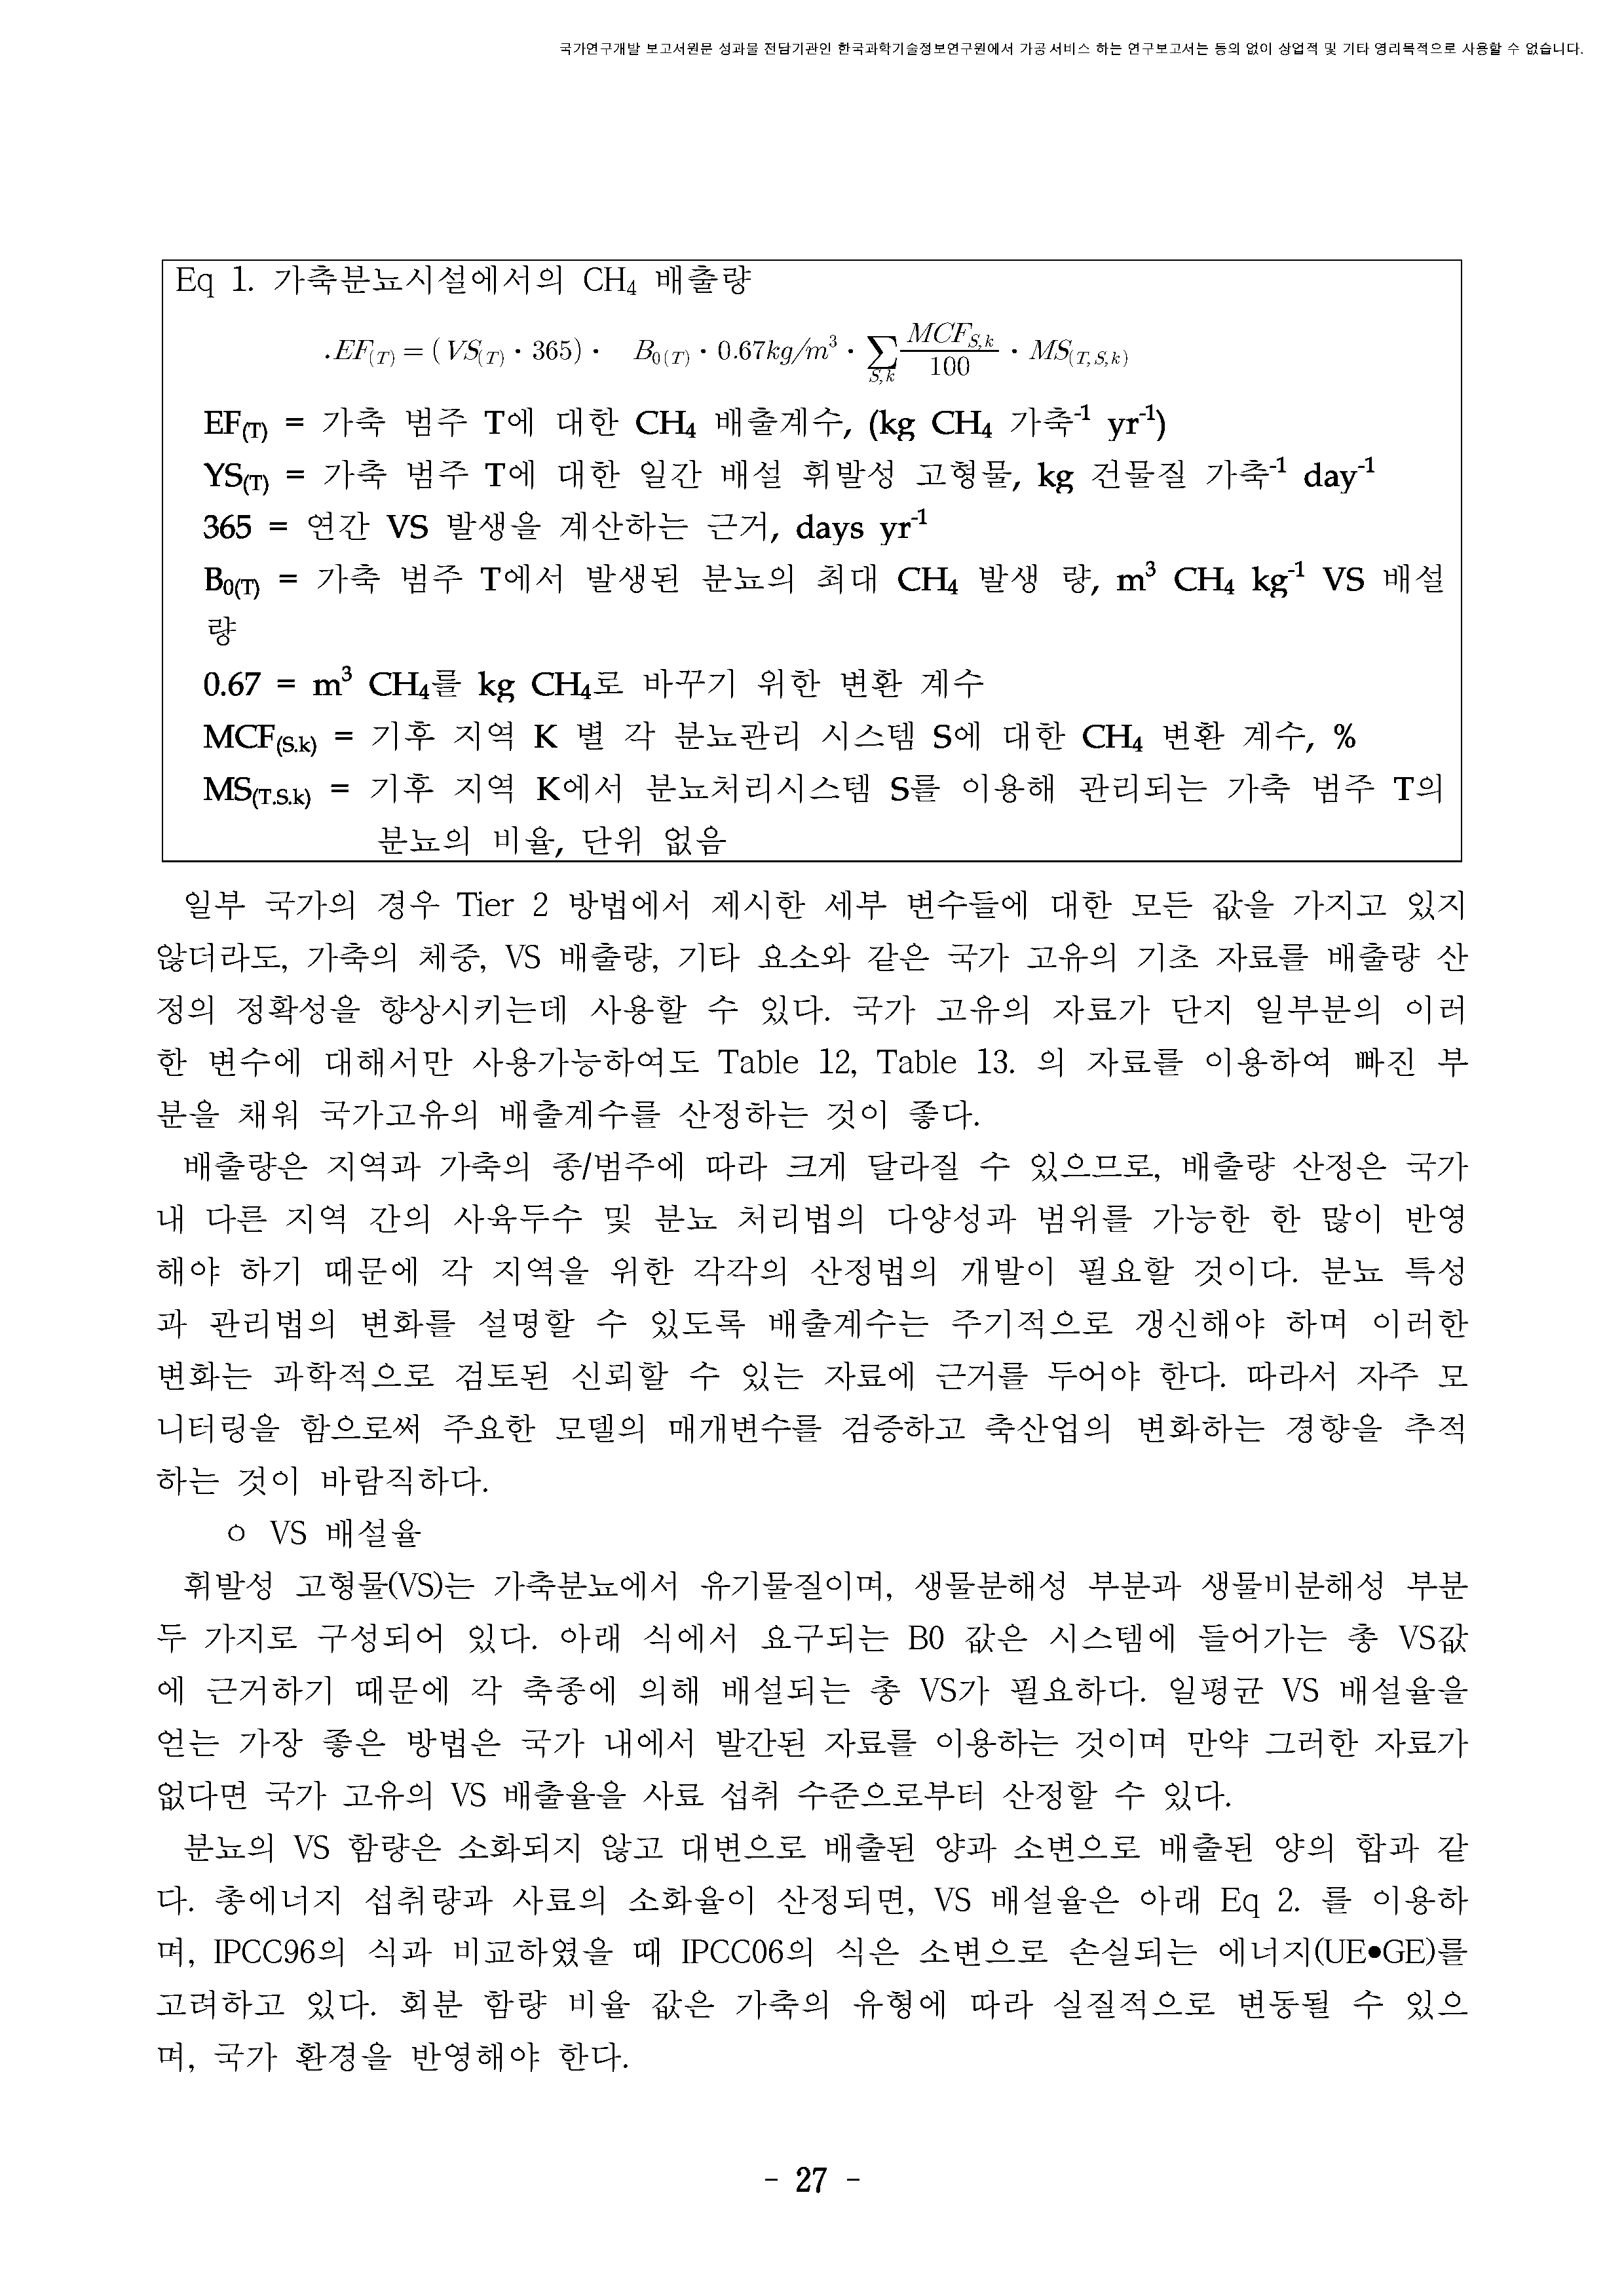 국가연구개발 보고서원문 성과물 전담기관인 한국과학기술정보연구원에서 가공·서비스 하는 연구보고서는 동의 없이 상업적 및 기타 영리목적으로 사용할 수 없습니다.
Eq 1. 가축분뇨시설에서의 CH₄ 배출량
.EF(T) = ( VS(T) · 365) · B₀(T) · 0.67kg/m³ · ∑S,k MCF_S,k/100 · MS(T,S,k)
EF(T) = 가축 범주 T에 대한 CH₄ 배출계수, (kg CH₄ 가축⁻¹ yr⁻¹)
YS(T) = 가축 범주 T에 대한 일간 배설 휘발성 고형물, kg 건물질 가축⁻¹ day⁻¹
365 = 연간 VS 발생을 계산하는 근거, days yr⁻¹
B₀(T) = 가축 범주 T에서 발생된 분뇨의 최대 CH₄ 발생 량, m³ CH₄ kg⁻¹ VS 배설
량
0.67 = m³ CH₄를 kg CH₄로 바꾸기 위한 변환 계수
MCF(S.k) = 기후 지역 K 별 각 분뇨관리 시스템 S에 대한 CH₄ 변환 계수, %
MS(T.S.k) = 기후 지역 K에서 분뇨처리시스템 S를 이용해 관리되는 가축 범주 T의
분뇨의 비율, 단위 없음
일부 국가의 경우 Tier 2 방법에서 제시한 세부 변수들에 대한 모든 값을 가지고 있지
않더라도, 가축의 체중, VS 배출량, 기타 요소와 같은 국가 고유의 기초 자료를 배출량 산
정의 정확성을 향상시키는데 사용할 수 있다. 국가 고유의 자료가 단지 일부분의 이러
한 변수에 대해서만 사용가능하여도 Table 12, Table 13. 의 자료를 이용하여 빠진 부
분을 채워 국가고유의 배출계수를 산정하는 것이 좋다.
배출량은 지역과 가축의 종/범주에 따라 크게 달라질 수 있으므로, 배출량 산정은 국가
내 다른 지역 간의 사육두수 및 분뇨 처리법의 다양성과 범위를 가능한 한 많이 반영
해야 하기 때문에 각 지역을 위한 각각의 산정법의 개발이 필요할 것이다. 분뇨 특성
과 관리법의 변화를 설명할 수 있도록 배출계수는 주기적으로 갱신해야 하며 이러한
변화는 과학적으로 검토된 신뢰할 수 있는 자료에 근거를 두어야 한다. 따라서 자주 모
니터링을 함으로써 주요한 모델의 매개변수를 검증하고 축산업의 변화하는 경향을 추적
하는 것이 바람직하다.
ㅇ VS 배설율
휘발성 고형물(VS)는 가축분뇨에서 유기물질이며, 생물분해성 부분과 생물비분해성 부분
두 가지로 구성되어 있다. 아래 식에서 요구되는 B0 값은 시스템에 들어가는 총 VS값
에 근거하기 때문에 각 축종에 의해 배설되는 총 VS가 필요하다. 일평균 VS 배설율을
얻는 가장 좋은 방법은 국가 내에서 발간된 자료를 이용하는 것이며 만약 그러한 자료가
없다면 국가 고유의 VS 배출율을 사료 섭취 수준으로부터 산정할 수 있다.
분뇨의 VS 함량은 소화되지 않고 대변으로 배출된 양과 소변으로 배출된 양의 합과 같
다. 총에너지 섭취량과 사료의 소화율이 산정되면, VS 배설율은 아래 Eq 2. 를 이용하
며, IPCC96의 식과 비교하였을 때 IPCC06의 식은 소변으로 손실되는 에너지(UE●GE)를
고려하고 있다. 회분 함량 비율 값은 가축의 유형에 따라 실질적으로 변동될 수 있으
며, 국가 환경을 반영해야 한다.
- 27 -